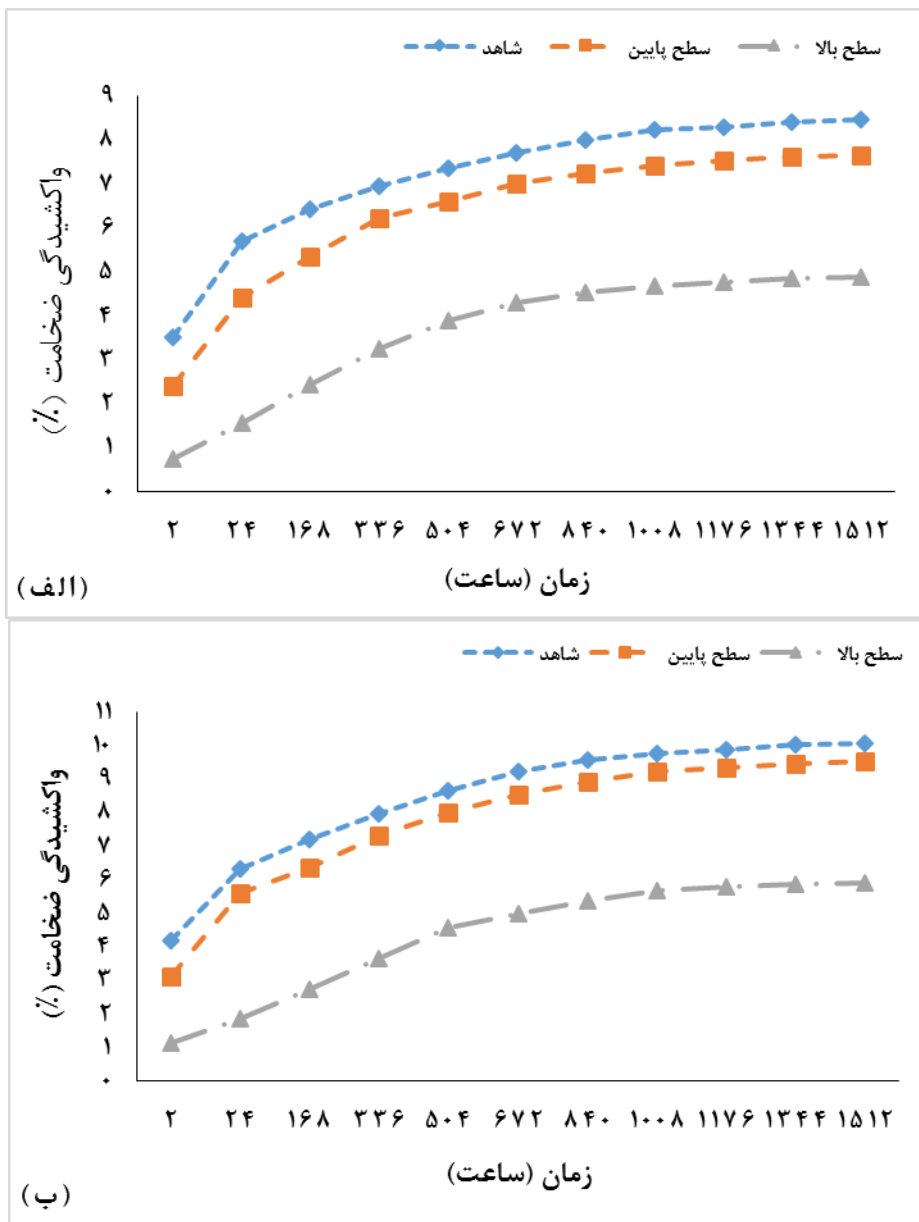 شاهد سطح پایین سطح بالا
واکشیدگی ضخامت (٪)
۹
۸
۷
۶
۵
۴
۳
۲
۱
۰
۲ ۲۴ ۱۶۸ ۳۳۶ ۵۰۴ ۶۷۲ ۸۴۰ ۱۰۰۸ ۱۱۷۶ ۱۳۴۴ ۱۵۱۲
زمان (ساعت)
(الف)
شاهد سطح پایین سطح بالا
واکشیدگی ضخامت (٪)
۱۱
۱۰
۹
۸
۷
۶
۵
۴
۳
۲
۱
۰
۲ ۲۴ ۱۶۸ ۳۳۶ ۵۰۴ ۶۷۲ ۸۴۰ ۱۰۰۸ ۱۱۷۶ ۱۳۴۴ ۱۵۱۲
زمان (ساعت)
(ب)